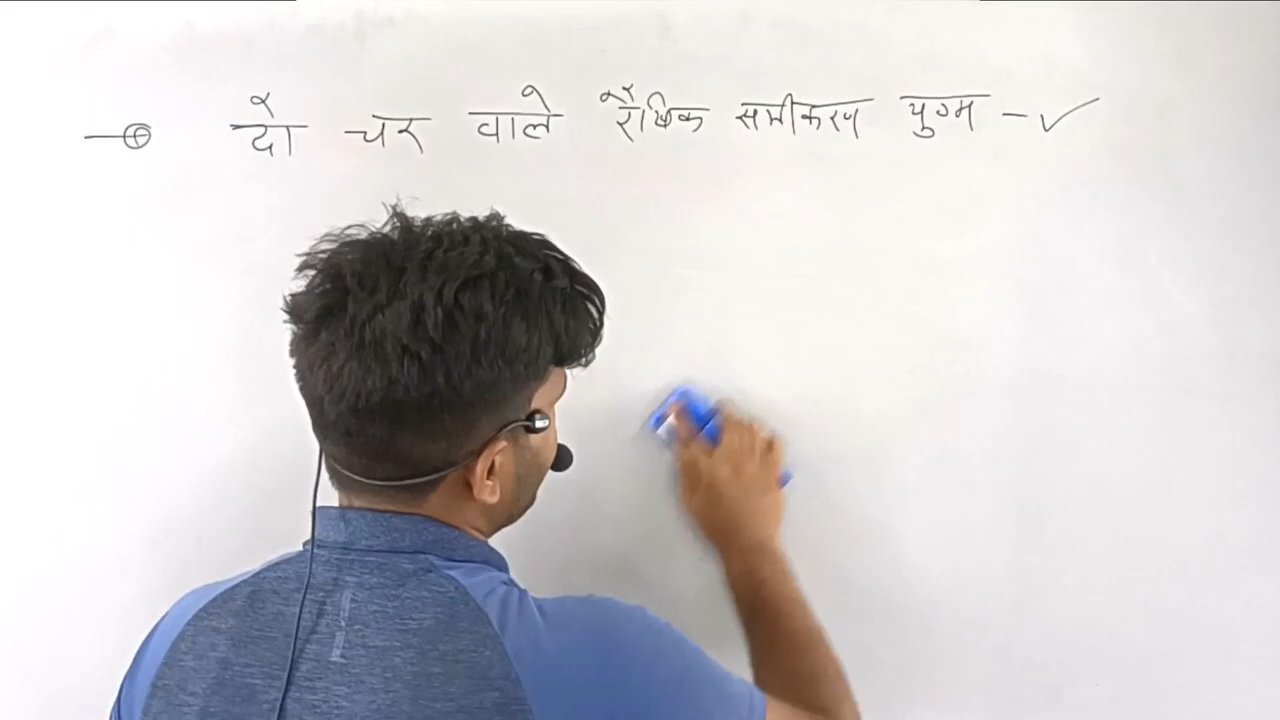 दो चर वाले रैखिक समीकरण युग्म - ✓